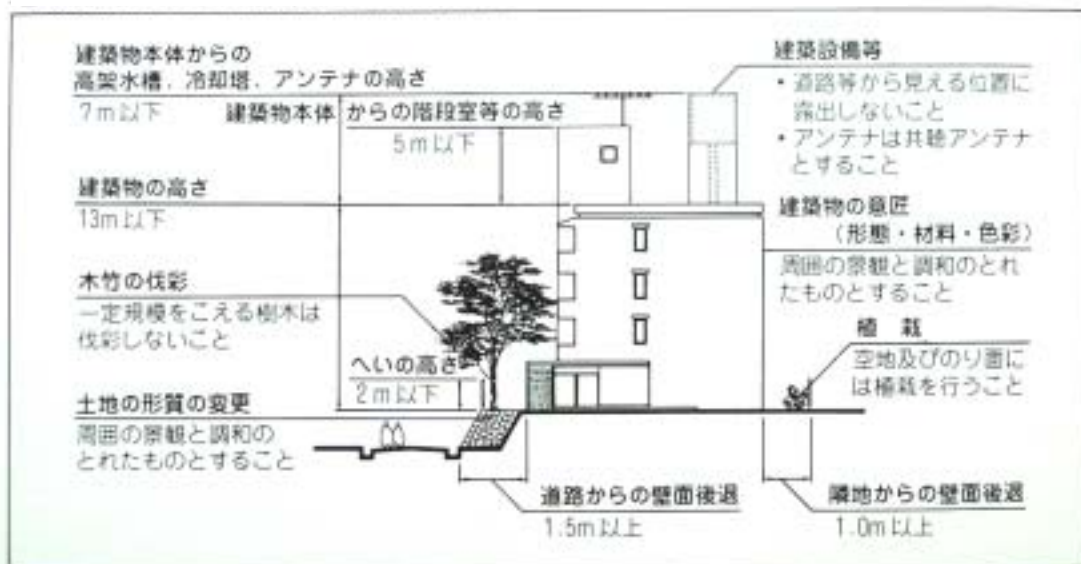 建築物本体からの
高架水槽、冷却塔、アンテナの高さ
7m以下
建築物本体からの階段室等の高さ
5m以下
建築物の高さ
13m以下
木竹の伐彩
一定規模をこえる樹木は
伐彩しないこと
へいの高さ
2m以下
土地の形質の変更
周囲の景観と調和の
とれたものとすること
道路からの壁面後退
1.5m以上
隣地からの壁面後退
1.0m以上
建築設備等
・道路等から見える位置に
露出しないこと
・アンテナは共聴アンテナ
とすること
建築物の意匠
（形態・材料・色彩）
周囲の景観と調和のとれ
たものとすること
植栽
空地及びのり面に
は植栽を行うこと